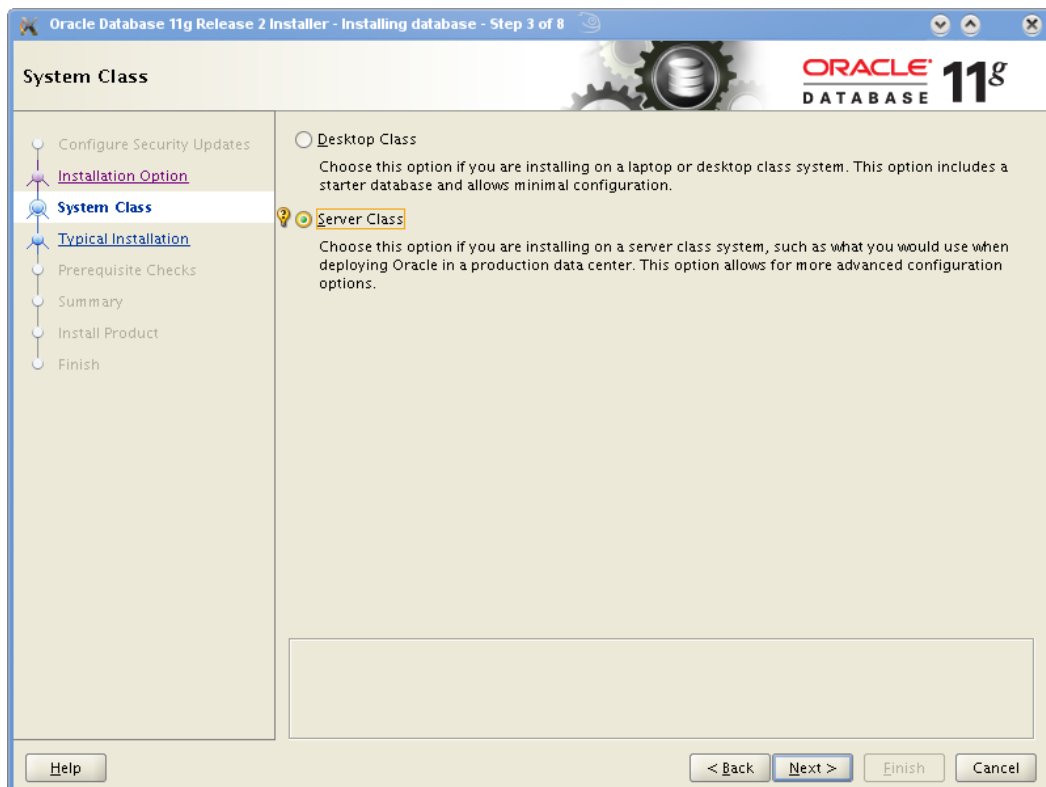 Oracle Database 11g Release 2 Installer - Installing database - Step 3 of 8
System Class
ORACLE
DATABASE
11g
Configure Security Updates
Installation Option
System Class
Typical Installation
Prerequisite Checks
Summary
Install Product
Finish
Desktop Class
Choose this option if you are installing on a laptop or desktop class system. This option includes a
starter database and allows minimal configuration.
Server Class
Choose this option if you are installing on a server class system, such as what you would use when
deploying Oracle in a production data center. This option allows for more advanced configuration
options.
Help
< Back
Next >
Finish
Cancel